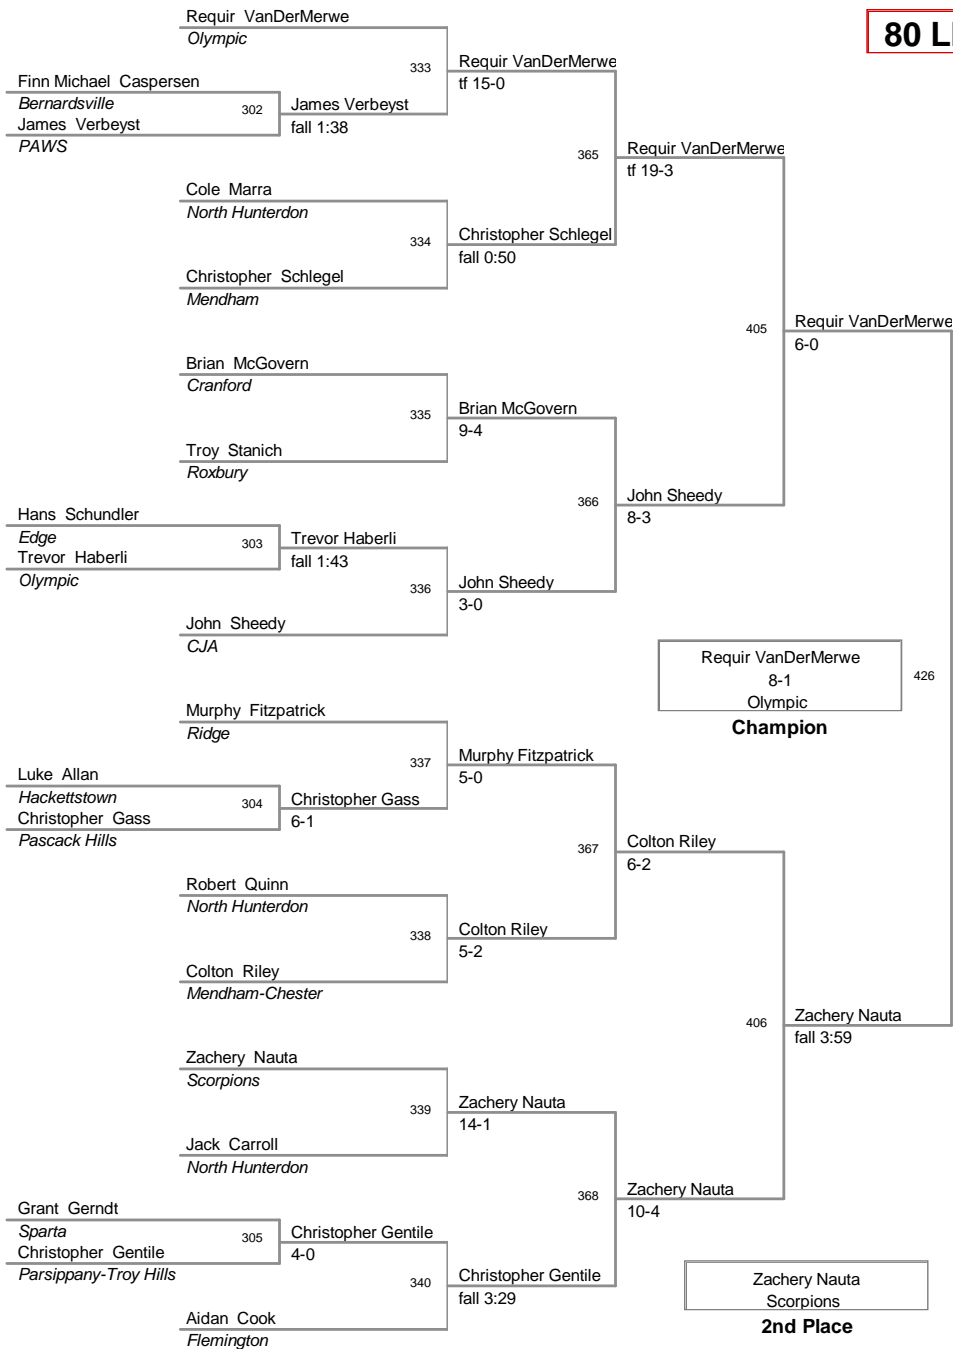 Requir VanDerMerwe
Olympic
80 L
333
Requir VanDerMerwe
tf 15-0
Finn Michael Caspersen
Bernardsville
302
James Verbeyst
fall 1:38
James Verbeyst
PAWS
365
Requir VanDerMerwe
tf 19-3
Cole Marra
North Hunterdon
334
Christopher Schlegel
fall 0:50
Christopher Schlegel
Mendham
405
Requir VanDerMerwe
6-0
Brian McGovern
Cranford
335
Brian McGovern
9-4
Troy Stanich
Roxbury
366
John Sheedy
8-3
Hans Schundler
Edge
303
Trevor Haberli
fall 1:43
Trevor Haberli
Olympic
336
John Sheedy
3-0
John Sheedy
CJA
Requir VanDerMerwe
8-1
Olympic
426
Champion
Murphy Fitzpatrick
Ridge
337
Murphy Fitzpatrick
5-0
Luke Allan
Hackettstown
304
Christopher Gass
6-1
Christopher Gass
Pascack Hills
367
Colton Riley
6-2
Robert Quinn
North Hunterdon
338
Colton Riley
5-2
Colton Riley
Mendham-Chester
406
Zachery Nauta
fall 3:59
Zachery Nauta
Scorpions
339
Zachery Nauta
14-1
Jack Carroll
North Hunterdon
368
Zachery Nauta
10-4
Grant Gerndt
Sparta
305
Christopher Gentile
4-0
Christopher Gentile
Parsippany-Troy Hills
340
Christopher Gentile
fall 3:29
Aidan Cook
Flemington
Zachery Nauta
Scorpions
2nd Place